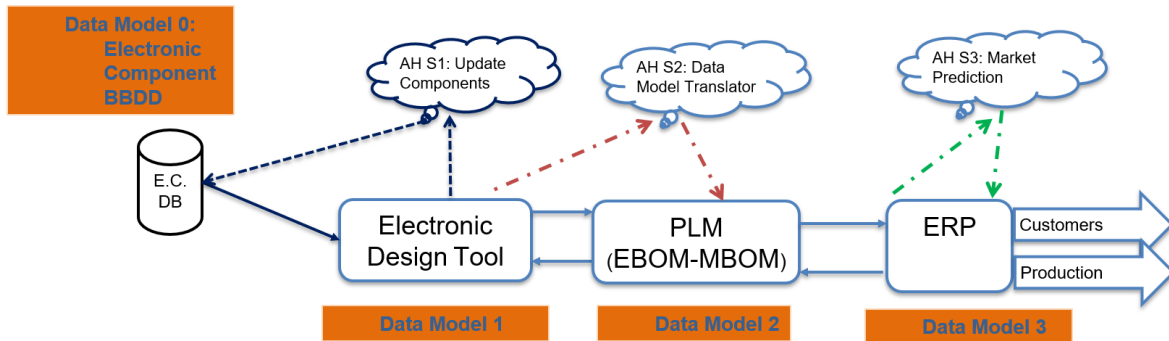 Data Model 0:
Electronic
Component
BBDD
AH S1: Update
Components
AH S2: Data
Model Translator
AH S3: Market
Prediction
E.C.
DB
Electronic
Design Tool
PLM
(EBOM-MBOM)
ERP
Customers
Production
Data Model 1
Data Model 2
Data Model 3